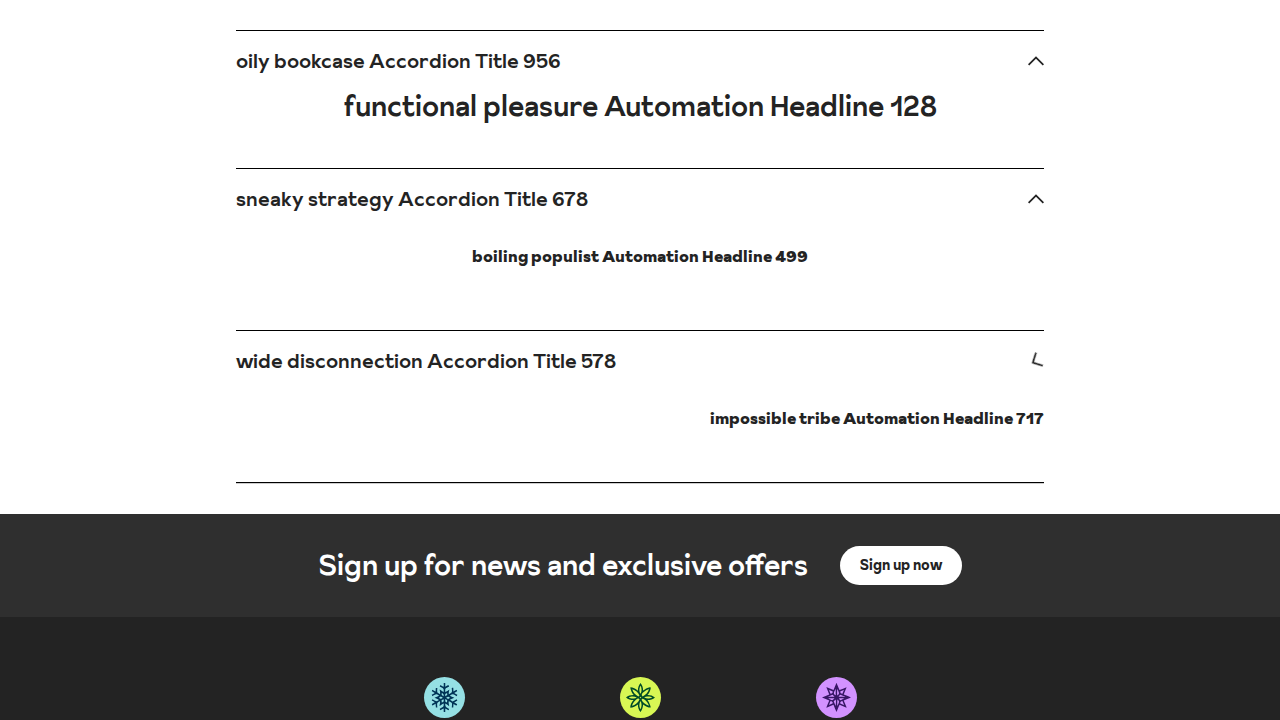 oily bookcase Accordion Title 956
functional pleasure Automation Headline 128
sneaky strategy Accordion Title 678
boiling populist Automation Headline 499
wide disconnection Accordion Title 578
impossible tribe Automation Headline 717
Sign up for news and exclusive offers
Sign up now